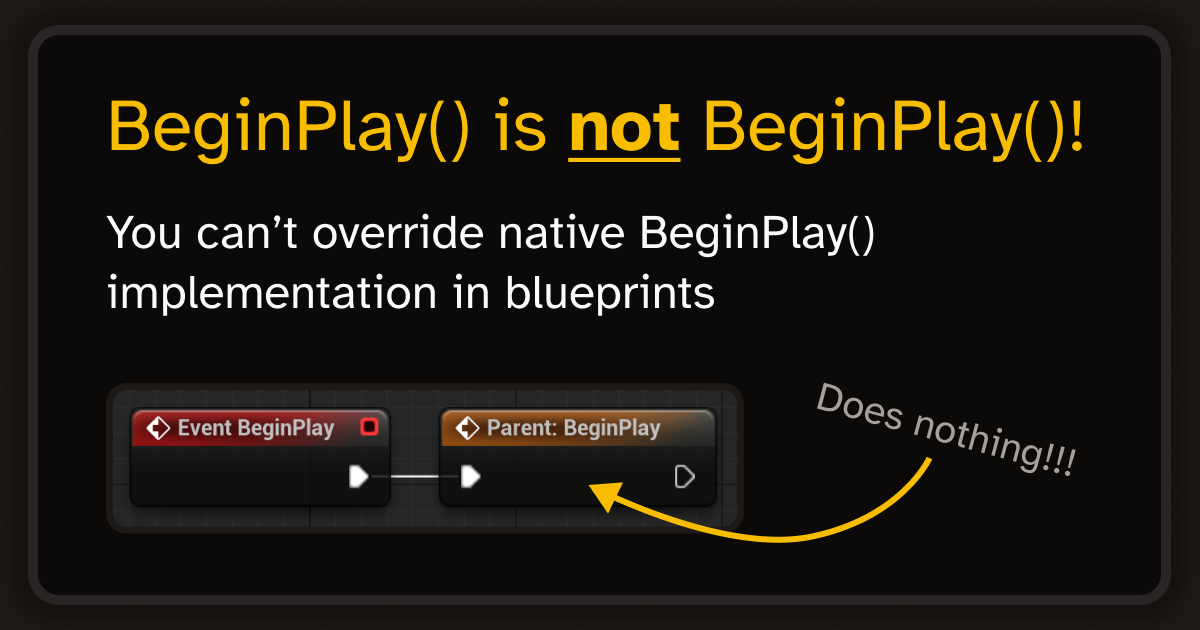 BeginPlay() is not BeginPlay()!
You can’t override native BeginPlay()
implementation in blueprints
Event BeginPlay
Parent: BeginPlay
Does nothing!!!